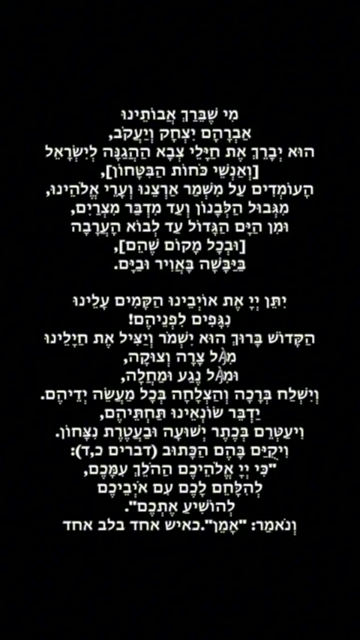 מִי שֶׁבֵּרַךְ אֲבוֹתֵינוּ
אַבְרָהָם יִצְחָק וְיַעֲקֹב,
הוּא יְבָרֵךְ אֶת חַיָּלֵי צְבָא הַהֲגַנָּה לְיִשְׂרָאֵל
[וְאַנְשֵׁי כֹּחוֹת הַבִּטָּחוֹן],
הָעוֹמְדִים עַל מִשְׁמַר אַרְצֵנוּ וְעָרֵי אֱלֹהֵינוּ,
מִגְּבוּל הַלְּבָנוֹן וְעַד מִדְבַּר מִצְרַיִם,
וּמִן הַיָּם הַגָּדוֹל עַד לְבוֹא הָעֲרָבָה
[וּבְכָל מָקוֹם שֶׁהֵם],
בַּיַּבָּשָׁה בָּאֲוִיר וּבַיָּם.
יִתֵּן יְיָ אֶת אוֹיְבֵינוּ הַקָּמִים עָלֵינוּ
נִגָּפִים לִפְנֵיהֶם!
הַקָּדוֹשׁ בָּרוּךְ הוּא יִשְׁמֹר וְיַצִּיל אֶת חַיָּלֵינוּ
מִכָּל צָרָה וְצוּקָה,
וּמִכָּל נֶגַע וּמַחֲלָה,
וְיִשְׁלַח בְּרָכָה וְהַצְלָחָה בְּכָל מַעֲשֵׂה יְדֵיהֶם.
יַדְבֵּר שׂוֹנְאֵינוּ תַּחְתֵּיהֶם,
וִיעַטְּרֵם בְּכֶתֶר יְשׁוּעָה וּבַעֲטֶרֶת נִצָּחוֹן.
וִיקֻיַּם בָּהֶם הַכָּתוּב (דברים כ,ד):
"כִּי יְיָ אֱלֹהֵיכֶם הַהֹלֵךְ עִמָּכֶם,
לְהִלָּחֵם לָכֶם עִם אֹיְבֵיכֶם
לְהוֹשִׁיעַ אֶתְכֶם".
וְנֹאמַר: "אָמֵן".כאיש אחד בלב אחד